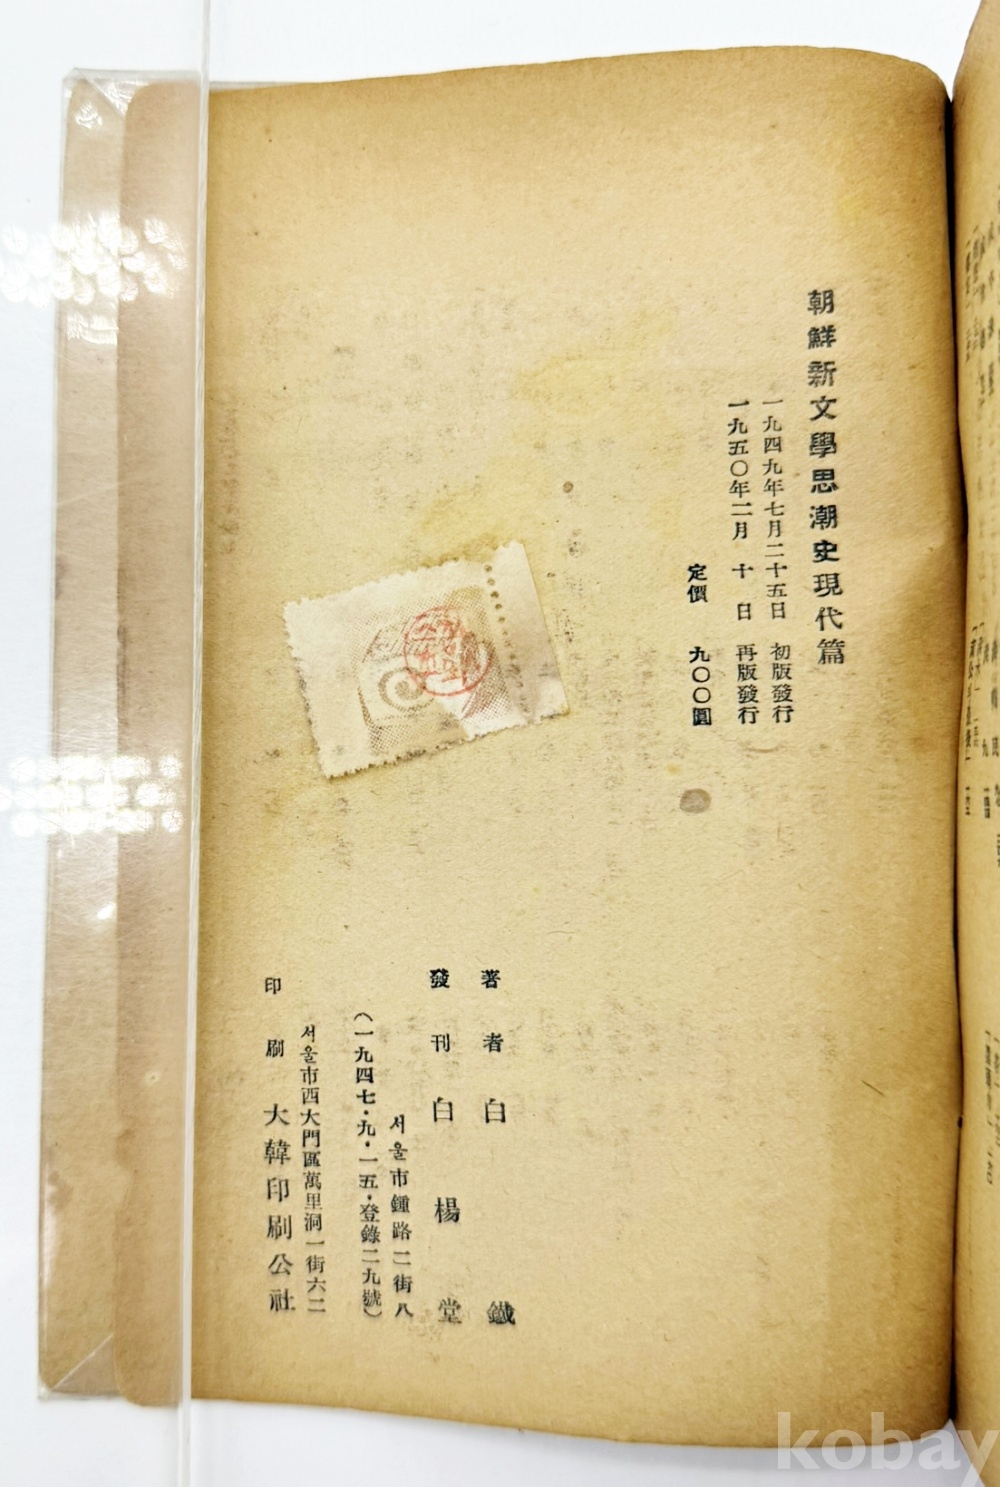 朝鮮新文學思潮史現代篇
一九四九年七月二十五日 初版發行
一九五〇年二月 十 日 再版發行
定價 九〇〇圓
著者 白 鐵
發刊 白楊堂
서울市鍾路二街八
(一九四七·九·一五·登錄二九號)
서울市西大門區萬里洞一街六二
印刷 大韓印刷公社
kobay